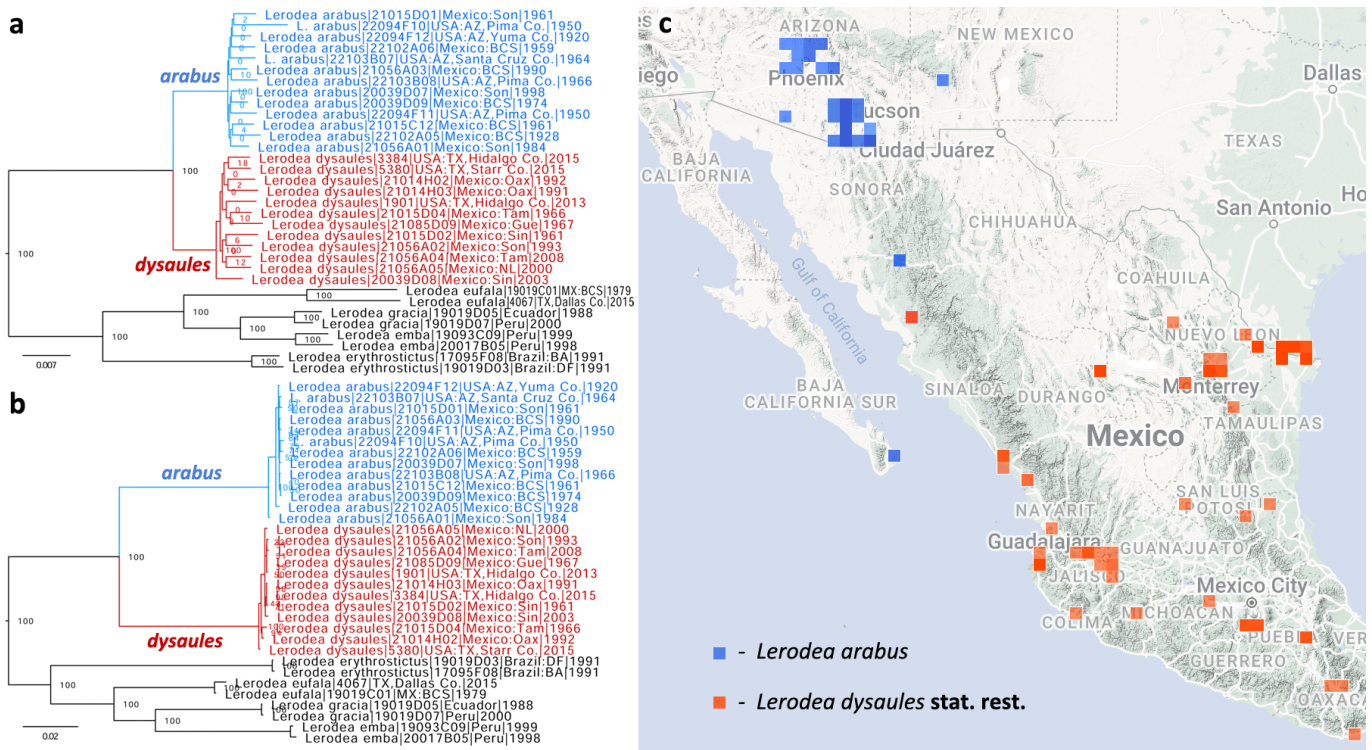 a
Lerodea arabus|21015D01|Mexico:Son|1961
L. arabus|22094F10|USA:AZ,Pima Co.|1950
Lerodea arabus|22094F12|USA:AZ,Yuma Co.|1920
Lerodea arabus|22102A06|Mexico:BCS|1959
L. arabus|22103B07|USA:AZ,Santa Cruz Co.|1964
Lerodea arabus|21056A03|Mexico:BCS|1990
Lerodea arabus|22103B08|USA:AZ,Pima Co.|1966
Lerodea arabus|20039D07|Mexico:Son|1998
Lerodea arabus|20039D09|Mexico:BCS|1974
Lerodea arabus|22094F11|USA:AZ,Pima Co.|1950
Lerodea arabus|21015C12|Mexico:BCS|1961
Lerodea arabus|22102A05|Mexico:BCS|1928
Lerodea arabus|21056A01|Mexico:Son|1984
arabus
Lerodea dysaules|3384|USA:TX,Hidalgo Co.|2015
Lerodea dysaules|5380|USA:TX,Starr Co.|2015
Lerodea dysaules|21014H02|Mexico:Oax|1992
Lerodea dysaules|21014H03|Mexico:Oax|1991
Lerodea dysaules|1901|USA:TX,Hidalgo Co.|2013
Lerodea dysaules|21015D04|Mexico:Tam|1966
Lerodea dysaules|21085D09|Mexico:Gue|1967
Lerodea dysaules|21015D02|Mexico:Sin|1961
Lerodea dysaules|21056A02|Mexico:Son|1993
Lerodea dysaules|21056A04|Mexico:Tam|2008
Lerodea dysaules|21056A05|Mexico:NL|2000
Lerodea dysaules|20039D08|Mexico:Sin|2003
dysaules
Lerodea eufala|19019C01|MX:BCS|1979
Lerodea eufala|4067|TX,Dallas Co.|2015
Lerodea gracia|19019D05|Ecuador|1988
Lerodea gracia|19019D07|Peru|2000
Lerodea emba|19093C09|Peru|1999
Lerodea emba|20017B05|Peru|1998
Lerodea erythrostictus|17095F08|Brazil:BA|1991
Lerodea erythrostictus|19019D03|Brazil:DF|1991
100
100
100
100
100
100
100
100
100
0.007
b
Lerodea arabus|22094F12|USA:AZ,Yuma Co.|1920
L. arabus|22103B07|USA:AZ,Santa Cruz Co.|1964
Lerodea arabus|21015D01|Mexico:Son|1961
Lerodea arabus|21056A03|Mexico:BCS|1990
Lerodea arabus|22094F11|USA:AZ,Pima Co.|1950
L. arabus|22094F10|USA:AZ,Pima Co.|1950
Lerodea arabus|22102A06|Mexico:BCS|1959
Lerodea arabus|20039D07|Mexico:Son|1998
Lerodea arabus|22103B08|USA:AZ,Pima Co.|1966
Lerodea arabus|21015C12|Mexico:BCS|1961
Lerodea arabus|20039D09|Mexico:BCS|1974
Lerodea arabus|22102A05|Mexico:BCS|1928
Lerodea arabus|21056A01|Mexico:Son|1984
arabus
Lerodea dysaules|21056A05|Mexico:NL|2000
Lerodea dysaules|21056A02|Mexico:Son|1993
Lerodea dysaules|21056A04|Mexico:Tam|2008
Lerodea dysaules|21085D09|Mexico:Gue|1967
Lerodea dysaules|1901|USA:TX,Hidalgo Co.|2013
Lerodea dysaules|21014H03|Mexico:Oax|1991
Lerodea dysaules|3384|USA:TX,Hidalgo Co.|2015
Lerodea dysaules|21015D02|Mexico:Sin|1961
Lerodea dysaules|20039D08|Mexico:Sin|2003
Lerodea dysaules|21015D04|Mexico:Tam|1966
Lerodea dysaules|21014H02|Mexico:Oax|1992
Lerodea dysaules|5380|USA:TX,Starr Co.|2015
dysaules
Lerodea erythrostictus|19019D03|Brazil:DF|1991
Lerodea erythrostictus|17095F08|Brazil:BA|1991
Lerodea eufala|4067|TX,Dallas Co.|2015
Lerodea eufala|19019C01|MX:BCS|1979
Lerodea gracia|19019D05|Ecuador|1988
Lerodea gracia|19019D07|Peru|2000
Lerodea emba|19093C09|Peru|1999
Lerodea emba|20017B05|Peru|1998
100
100
100
100
100
0.02
c
ARIZONA
NEW MEXICO
iego
Phoenix
Dallas
ucson
Ciudad Juárez
TEXAS
BAJA
CALIFORNIA
SONORA
Ho
San Antonio
CHIHUAHUA
Gulf of California
COAHUILA
NUEVO LEON
BAJA
CALIFORNIA SUR
SINALOA
DURANGO
Monterrey
TAMAULIPAS
Mexico
SAN LUIS
POTOSI
NAYARIT
Guadalajara
GUANAJUATO
JALISCO
Mexico City
COLIMA
MICHOACAN
PUEBLA
VER
GUERRERO
OAXACA
- Lerodea arabus
- Lerodea dysaules stat. rest.